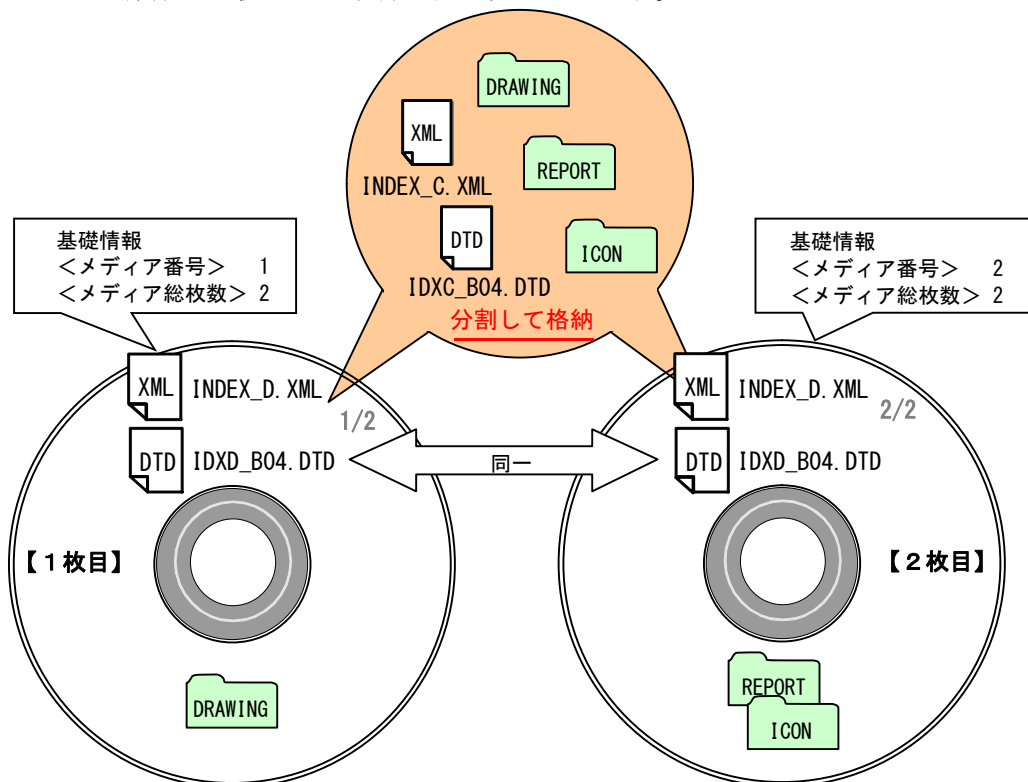 DRAWING
XML
REPORT
INDEX_C.XML
DTD
ICON
IDXC_B04.DTD
分割して格納
基礎情報
<メディア番号> 1
<メディア総枚数> 2
基礎情報
<メディア番号> 2
<メディア総枚数> 2
XML INDEX_D.XML
1/2
DTD IDXD_B04.DTD
同一
XML INDEX_D.XML
2/2
DTD IDXD_B04.DTD
【1枚目】
【2枚目】
DRAWING
REPORT
ICON